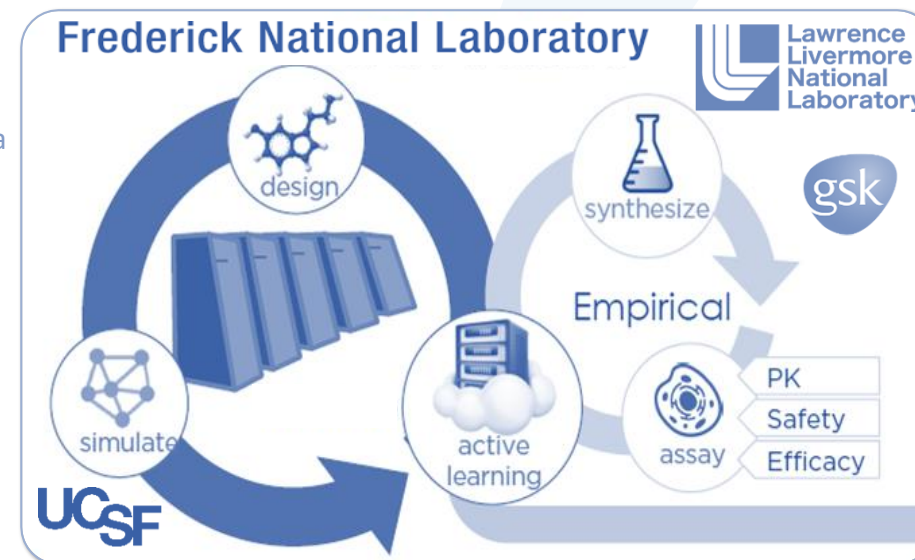 Frederick National Laboratory
Lawrence
Livermore
National
Laboratory
a
design
synthesize
gsk
Empirical
simulate
active
learning
assay
PK
Safety
Efficacy
UCSF